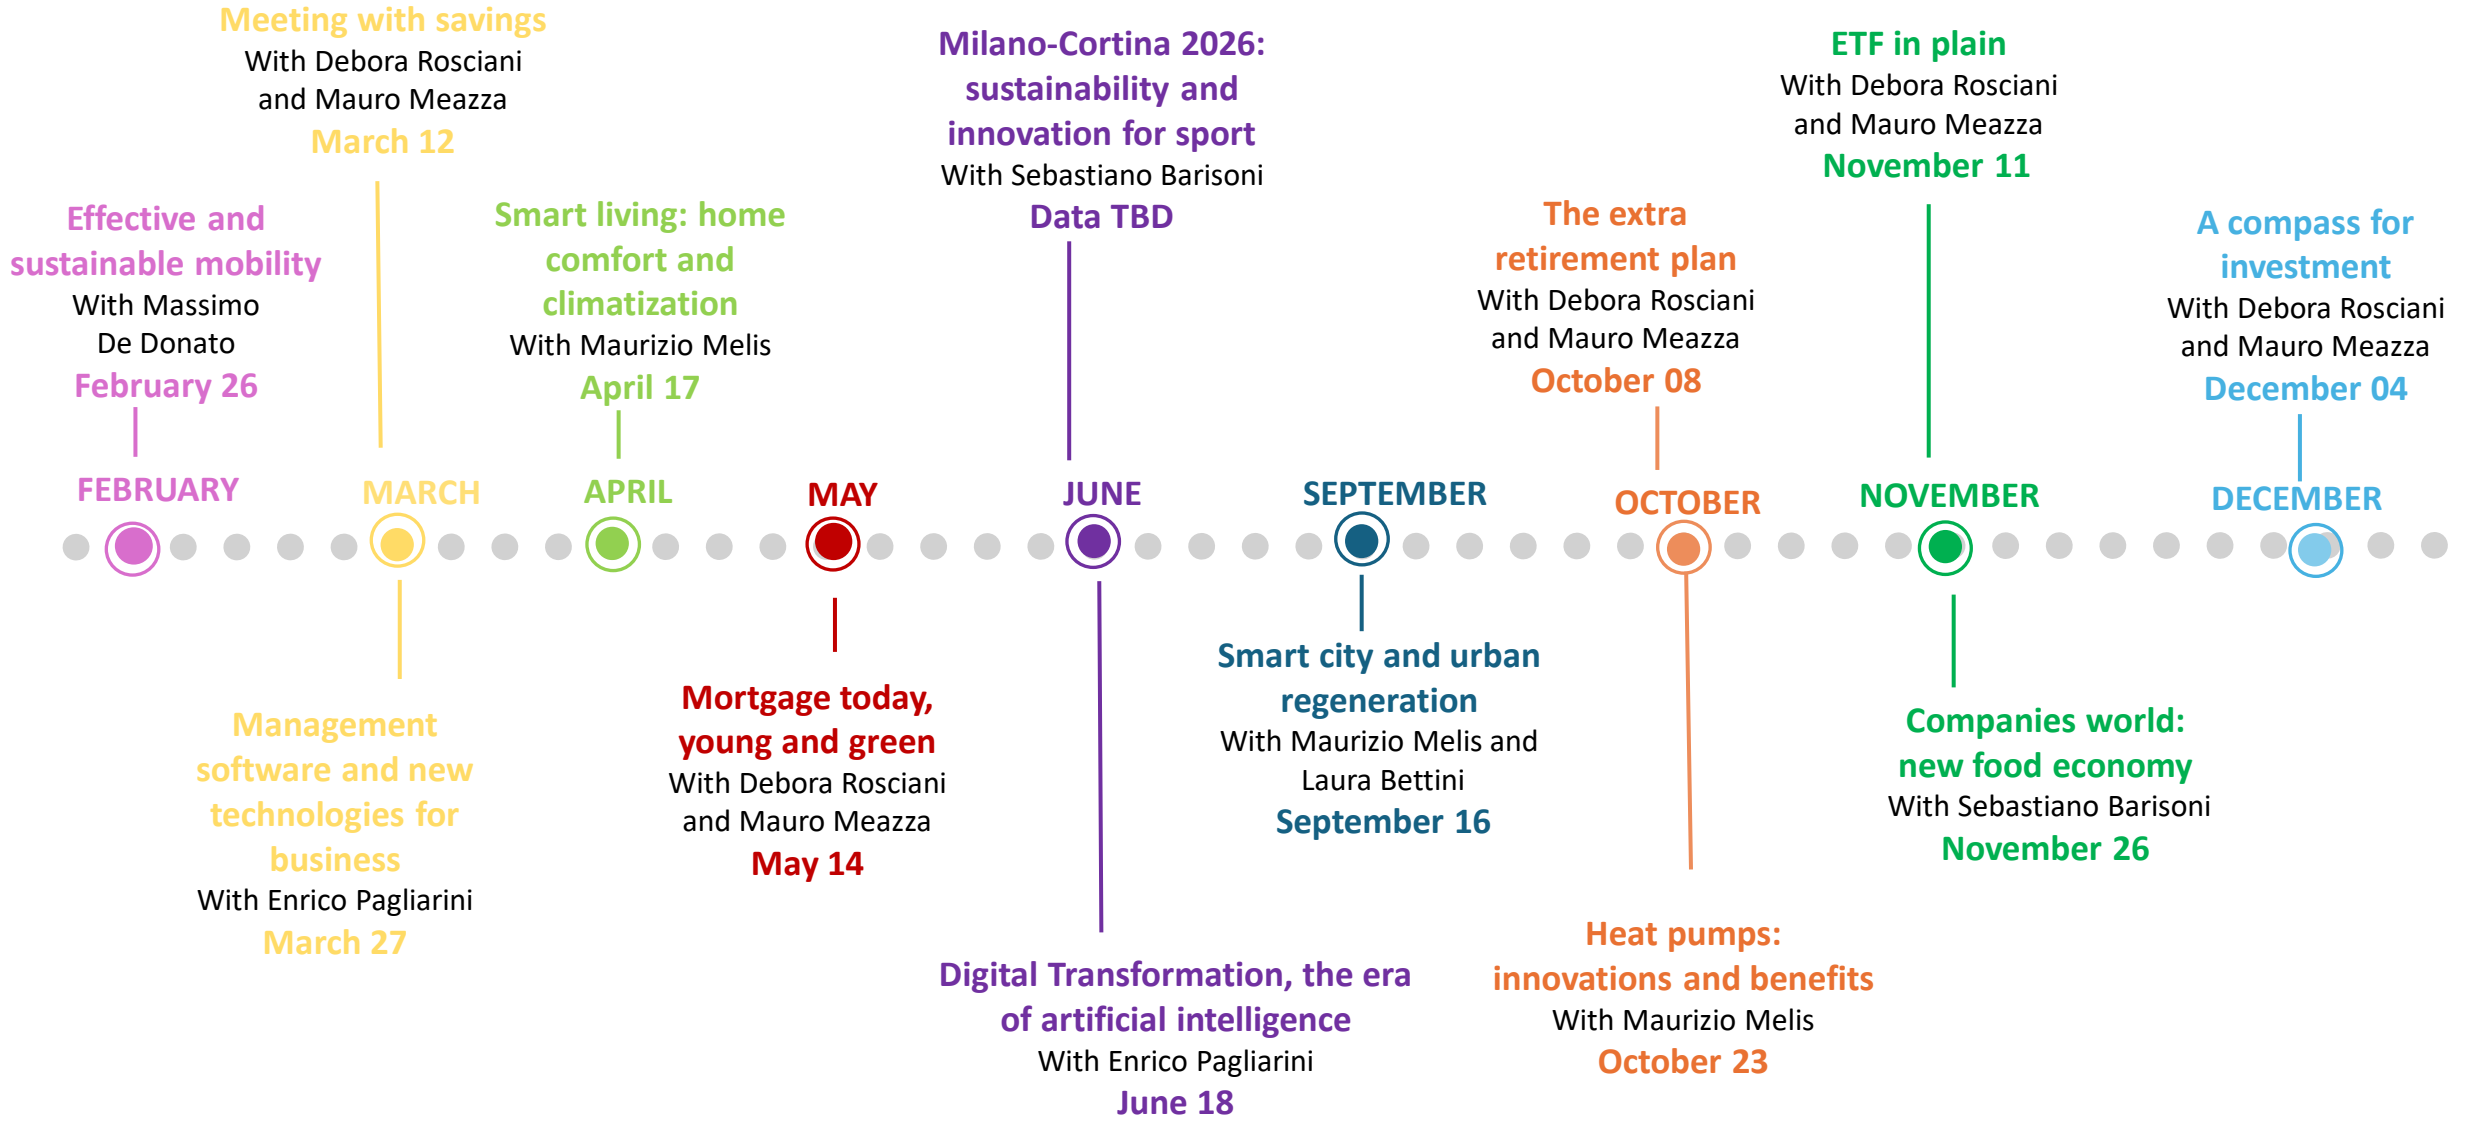 Meeting with savings
With Debora Rosciani
and Mauro Meazza
March 12
Milano-Cortina 2026:
sustainability and
innovation for sport
With Sebastiano Barisoni
Data TBD
ETF in plain
With Debora Rosciani
and Mauro Meazza
November 11
Effective and
sustainable mobility
With Massimo
De Donato
February 26
Smart living: home
comfort and
climatization
With Maurizio Melis
April 17
The extra
retirement plan
With Debora Rosciani
and Mauro Meazza
October 08
A compass for
investment
With Debora Rosciani
and Mauro Meazza
December 04
FEBRUARY
MARCH
APRIL
MAY
JUNE
SEPTEMBER
OCTOBER
NOVEMBER
DECEMBER
Management
software and new
technologies for
business
With Enrico Pagliarini
March 27
Mortgage today,
young and green
With Debora Rosciani
and Mauro Meazza
May 14
Digital Transformation, the era
of artificial intelligence
With Enrico Pagliarini
June 18
Smart city and urban
regeneration
With Maurizio Melis and
Laura Bettini
September 16
Heat pumps:
innovations and benefits
With Maurizio Melis
October 23
Companies world:
new food economy
With Sebastiano Barisoni
November 26